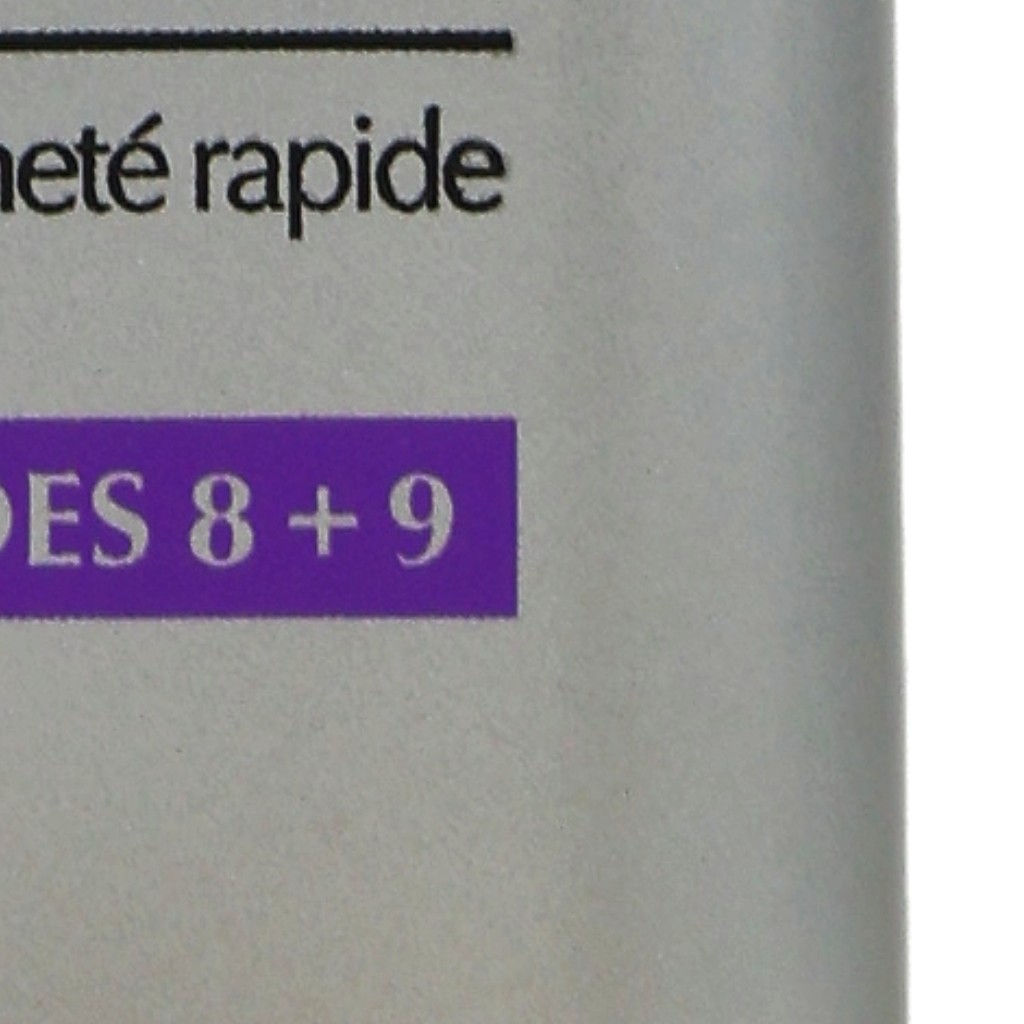 neté rapide
DES 8 + 9